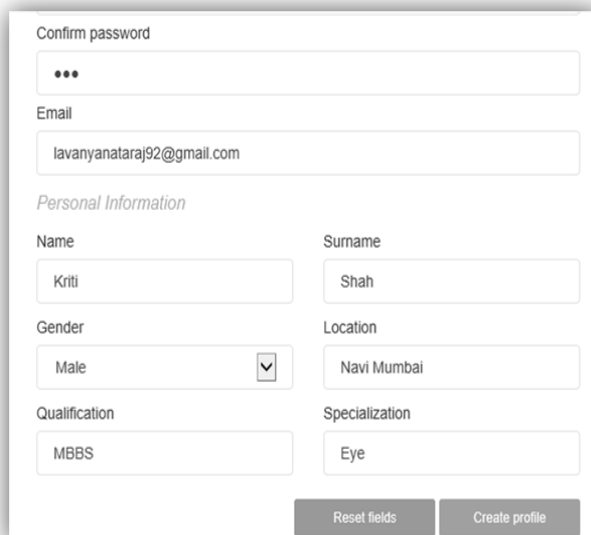 Confirm password
●●●
Email
lavanyanataraj92@gmail.com
Personal Information
Name Surname
Kriti Shah
Gender Location
Male Navi Mumbai
Qualification Specialization
MBBS Eye
Reset fields Create profile